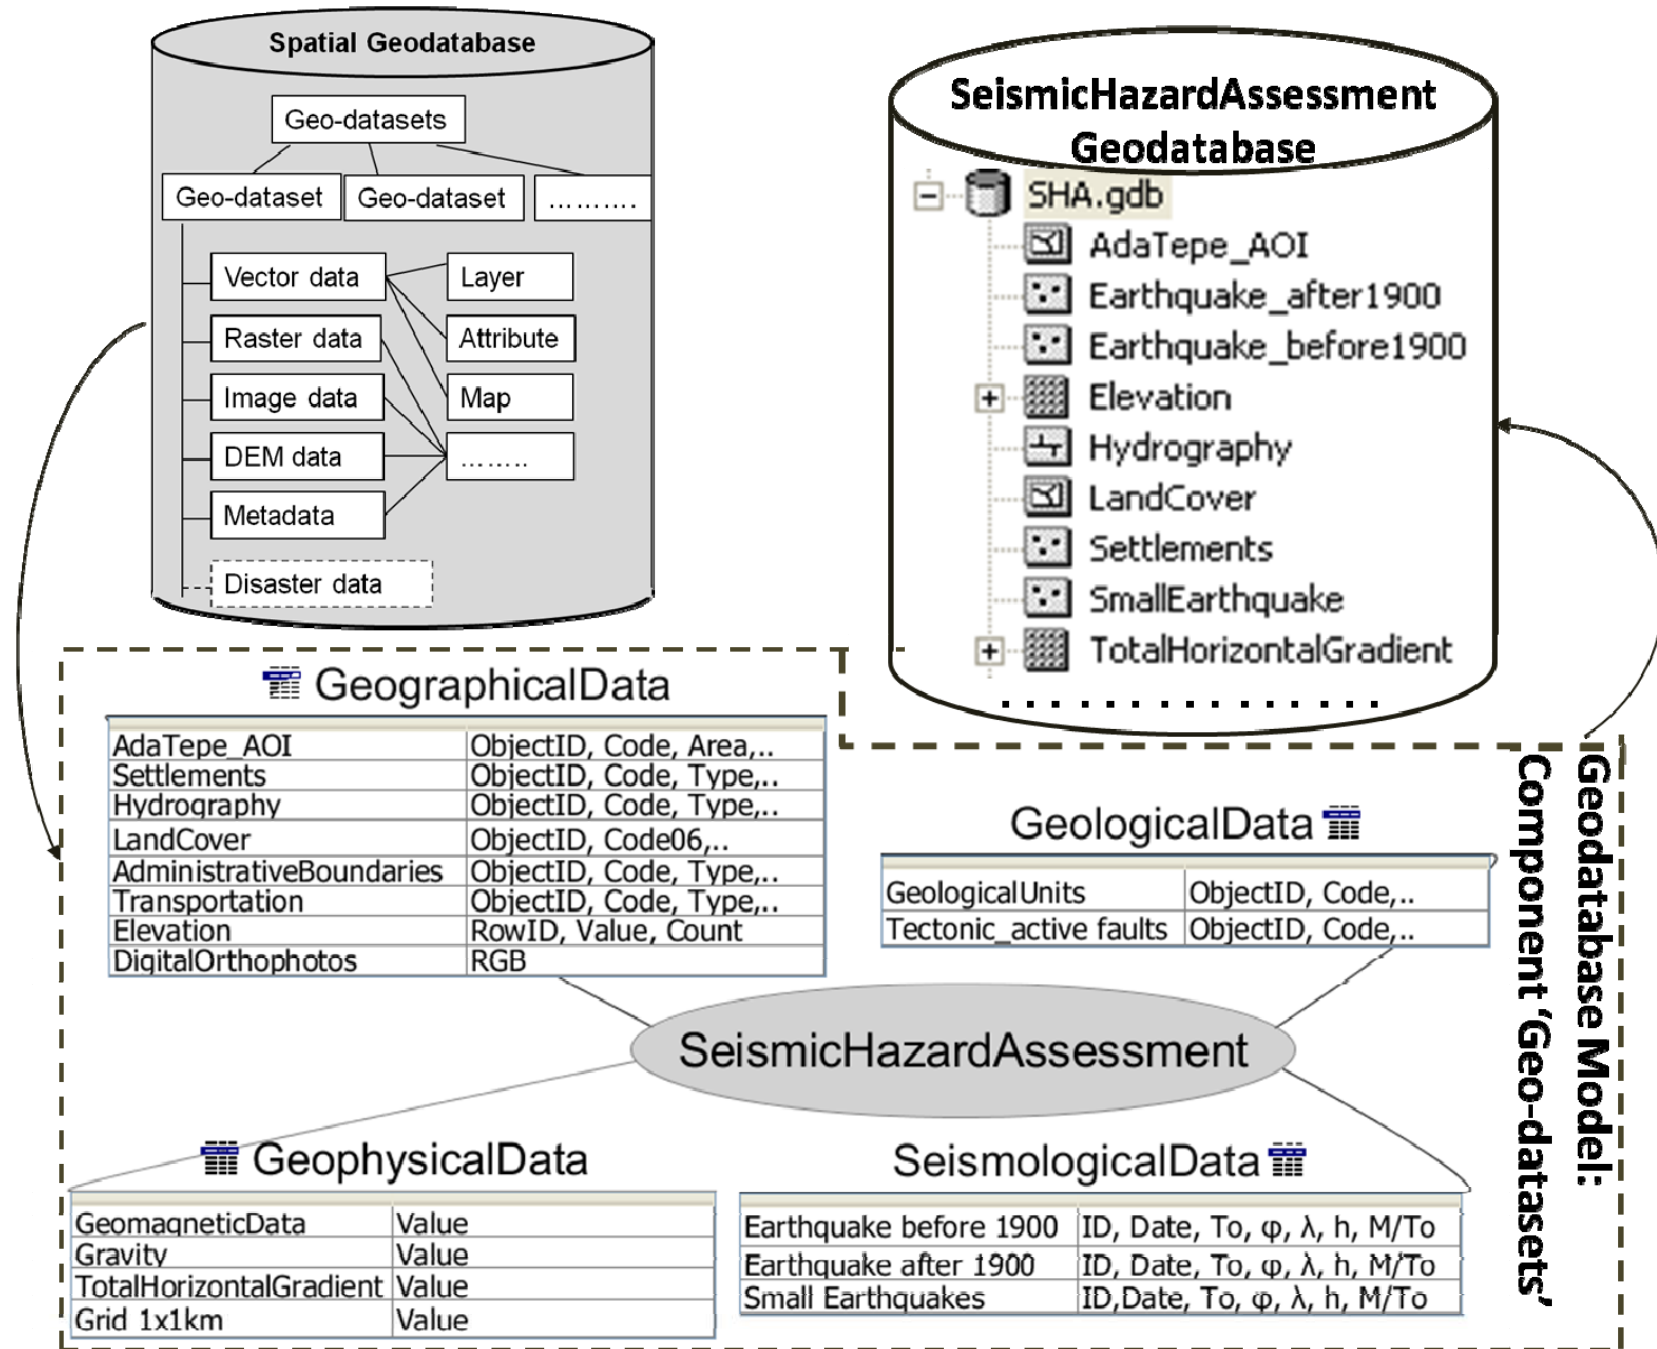 Spatial Geodatabase
Geo-datasets
Geo-dataset
Geo-dataset
..........
Vector data
Layer
Raster data
Attribute
Image data
Map
DEM data
........
Metadata
Disaster data
SeismicHazardAssessment
Geodatabase
SHA.gdb
AdaTepe_AOI
Earthquake_after1900
Earthquake_before1900
Elevation
Hydrography
LandCover
Settlements
SmallEarthquake
TotalHorizontalGradient
. . . . . . . . . . . . . . .
GeographicalData
AdaTepe_AOI ObjectID, Code, Area,..
Settlements ObjectID, Code, Type,..
Hydrography ObjectID, Code, Type,..
LandCover ObjectID, Code06,..
AdministrativeBoundaries ObjectID, Code, Type,..
Transportation ObjectID, Code, Type,..
Elevation RowID, Value, Count
DigitalOrthophotos RGB
GeologicalData
GeologicalUnits ObjectID, Code,..
Tectonic_active faults ObjectID, Code,..
Geodatabase Model:
Component ‘Geo-datasets’
SeismicHazardAssessment
GeophysicalData
GeomagneticData Value
Gravity Value
TotalHorizontalGradient Value
Grid 1x1km Value
SeismologicalData
Earthquake before 1900 ID, Date, To, φ, λ, h, M/To
Earthquake after 1900 ID, Date, To, φ, λ, h, M/To
Small Earthquakes ID,Date, To, φ, λ, h, M/To